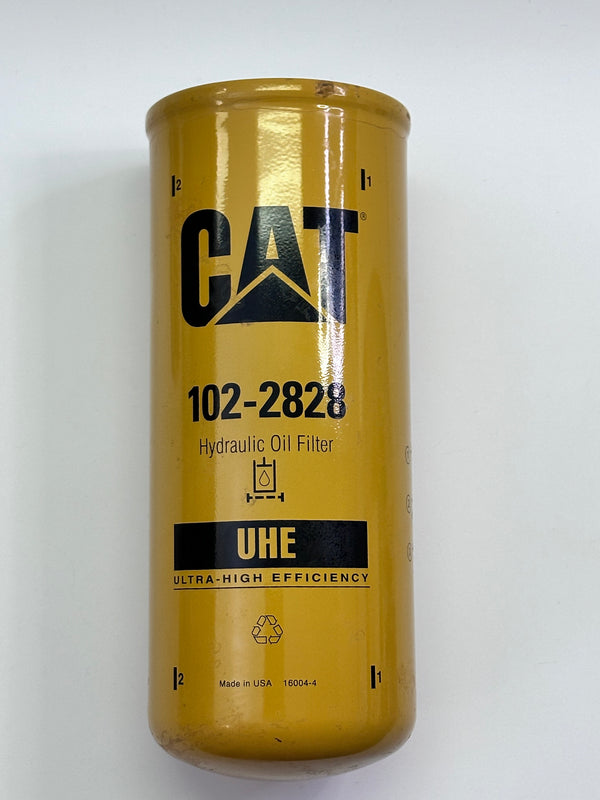 2 1
CAT®
102-2828
Hydraulic Oil Filter
UHE
ULTRA-HIGH EFFICIENCY
2 1
Made in USA 16004-4